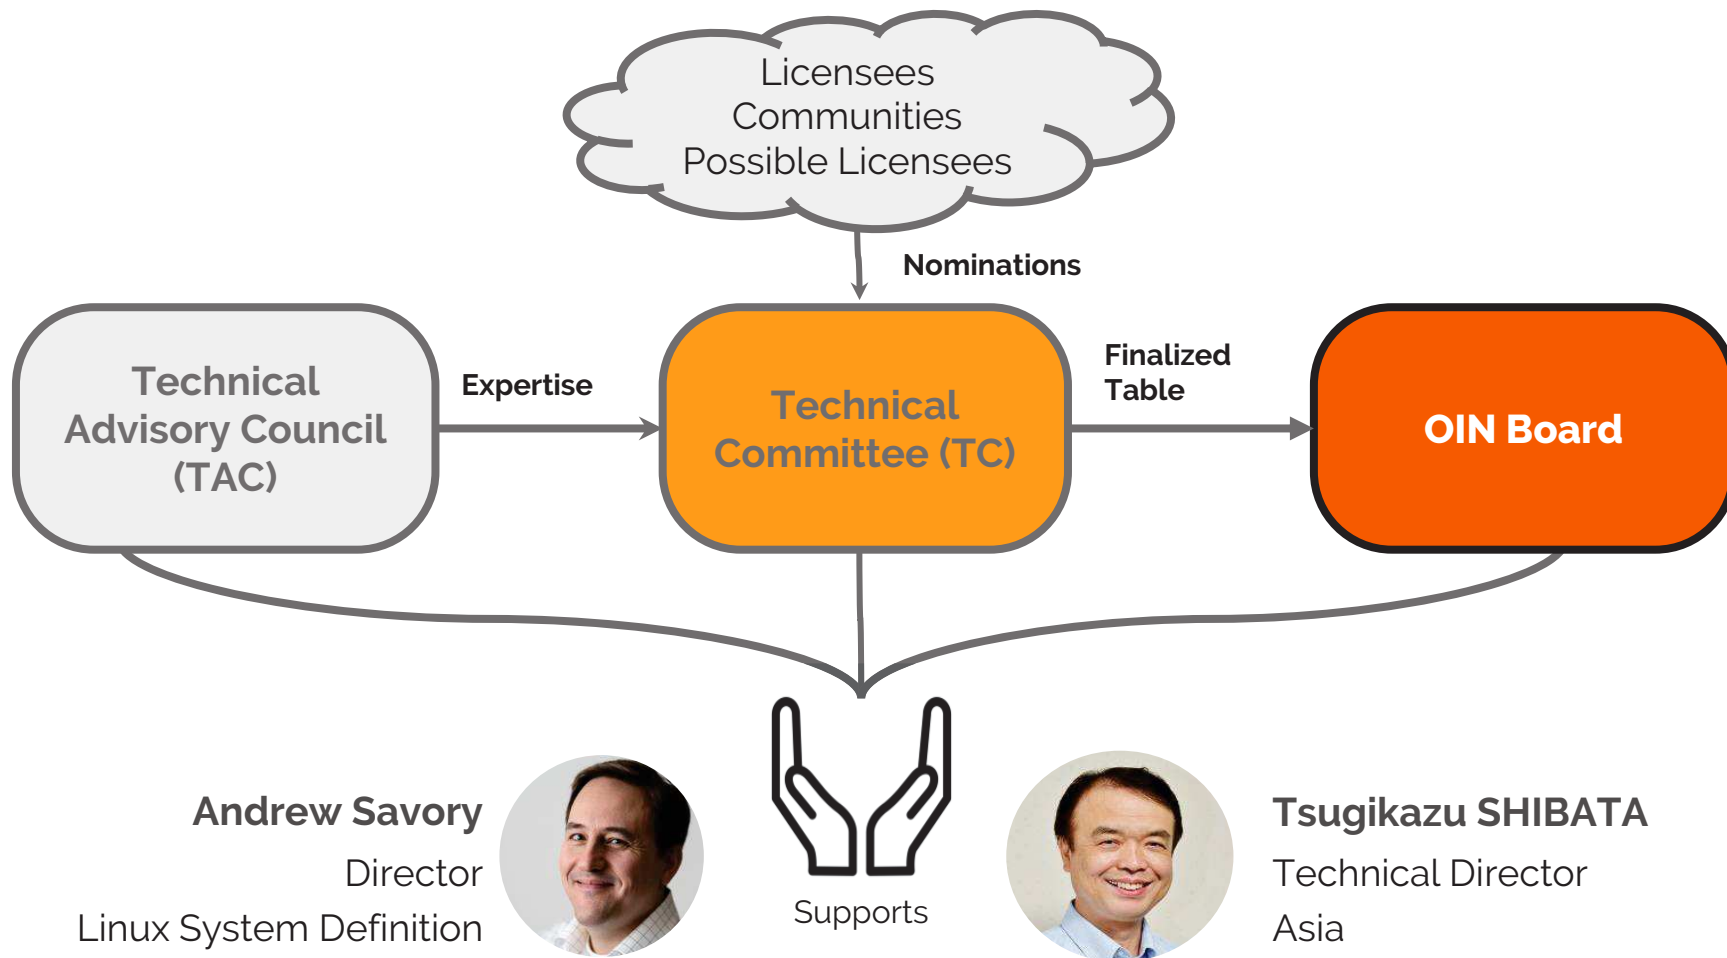 Licensees
Communities
Possible Licensees
Nominations
Technical
Advisory Council
(TAC)
Expertise
Technical
Committee (TC)
Finalized
Table
OIN Board
Andrew Savory
Director
Linux System Definition
Supports
Tsugikazu SHIBATA
Technical Director
Asia